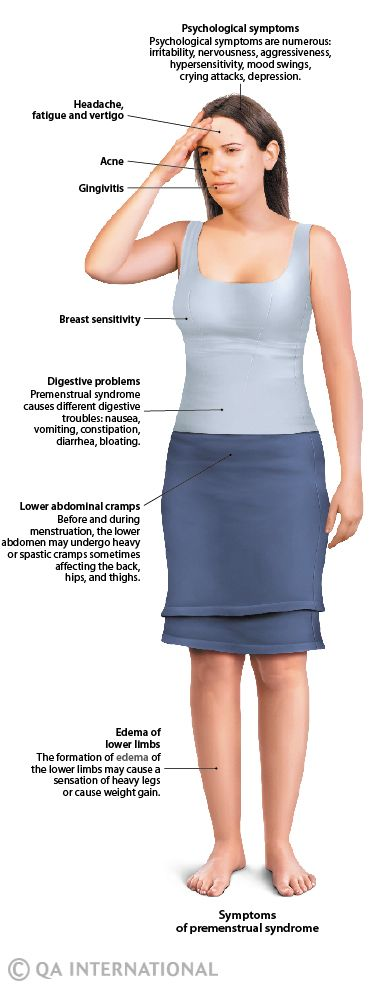 Psychological symptoms
Psychological symptoms are numerous:
irritability, nervousness, aggressiveness,
hypersensitivity, mood swings,
crying attacks, depression.
Headache,
fatigue and vertigo
Acne
Gingivitis
Breast sensitivity
Digestive problems
Premenstrual syndrome
causes different digestive
troubles: nausea,
vomiting, constipation,
diarrhea, bloating.
Lower abdominal cramps
Before and during
menstruation, the lower
abdomen may undergo heavy
or spastic cramps sometimes
affecting the back,
hips, and thighs.
Edema of
lower limbs
The formation of edema of
the lower limbs may cause a
sensation of heavy legs
or cause weight gain.
Symptoms
of premenstrual syndrome
© QA INTERNATIONAL